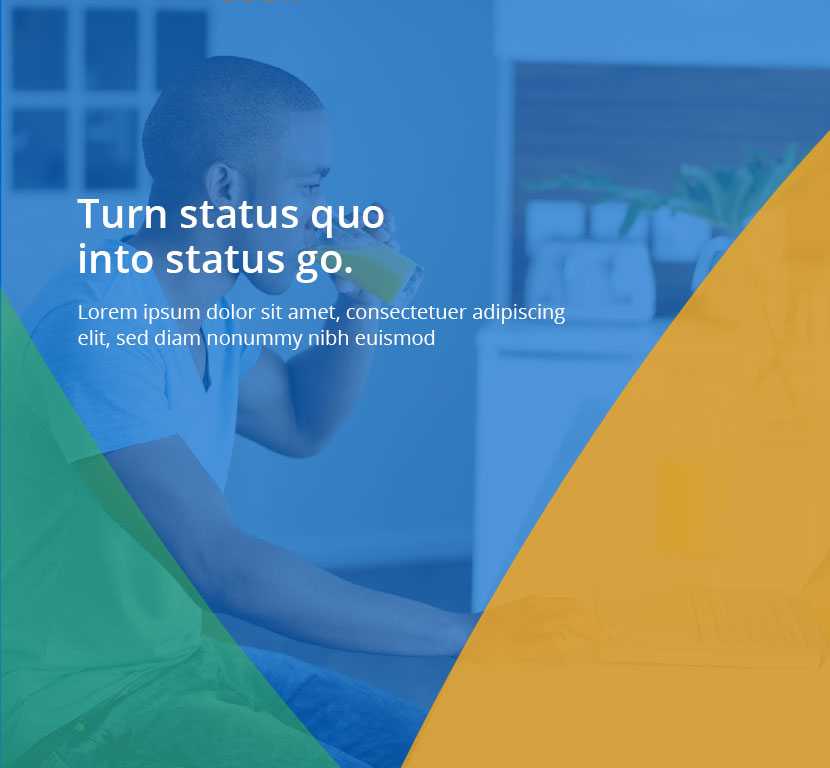 Turn status quo
into status go.
Lorem ipsum dolor sit amet, consectetuer adipiscing
elit, sed diam nonummy nibh euismod